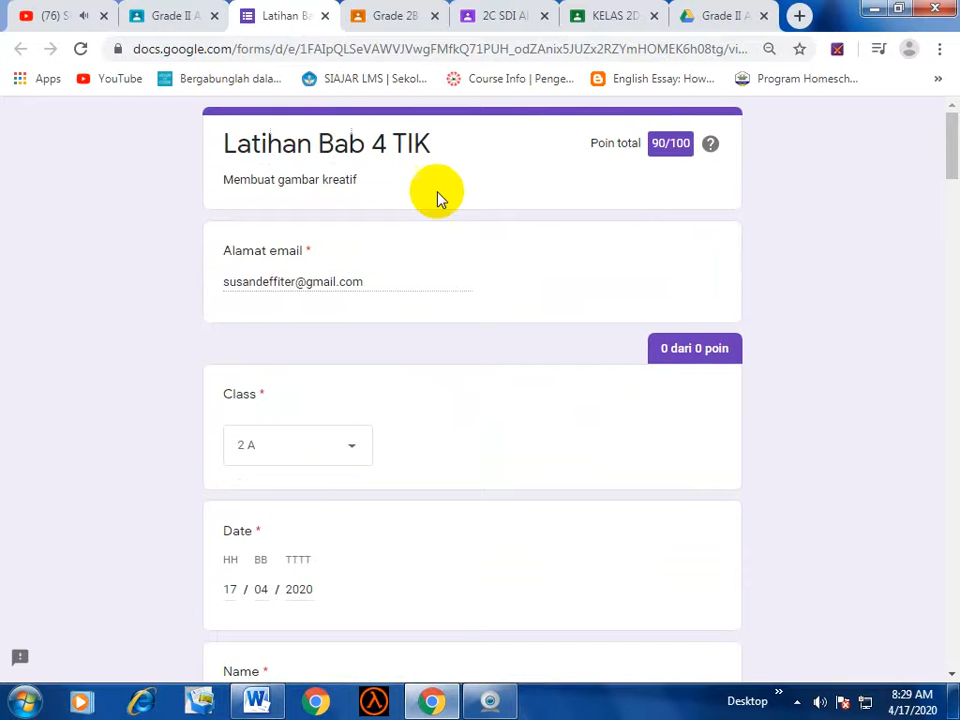 (76) S
Grade II A
Latihan Ba
Grade 2B
2C SDI Al
KELAS 2D
Grade II A
docs.google.com/forms/d/e/1FAIpQLSeVAWVJVwgFMfkQ71PUH_odZAnix5JUZx2RZYmHOMEK6h08tg/vi...
Apps
YouTube
Bergabunglah dala...
SIAJAR LMS | Sekol...
Course Info | Penge...
English Essay: How...
Program Homesch...
»
Latihan Bab 4 TIK
Poin total 90/100
Membuat gambar kreatif
Alamat email *
susandeffiter@gmail.com
0 dari 0 poin
Class *
2 A
Date *
HH BB TTTT
17 / 04 / 2020
Name *
Desktop »
8:29 AM
4/17/2020